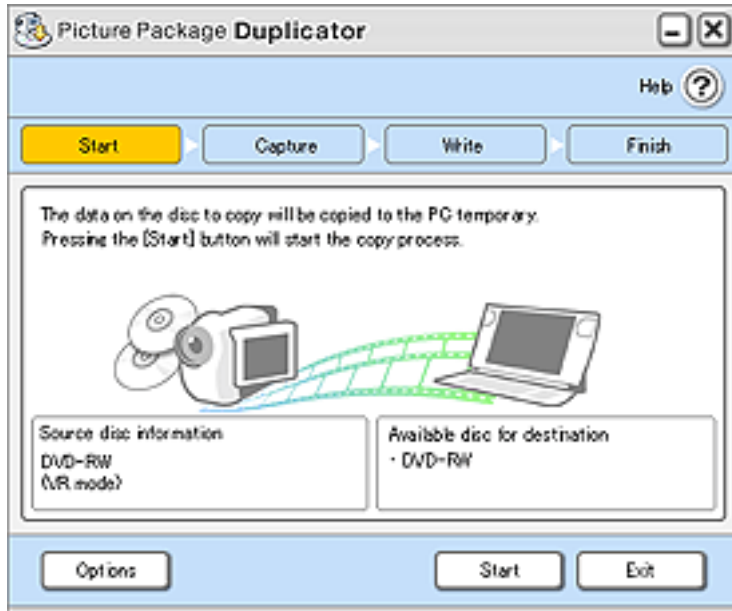 Picture Package Duplicator
Help ?
Start
Capture
Write
Finish
The data on the disc to copy will be copied to the PC temporary.
Pressing the [Start] button will start the copy process.
Source disc information
DVD-RW
(VR mode)
Available disc for destination
・DVD-RW
Options
Start
Exit